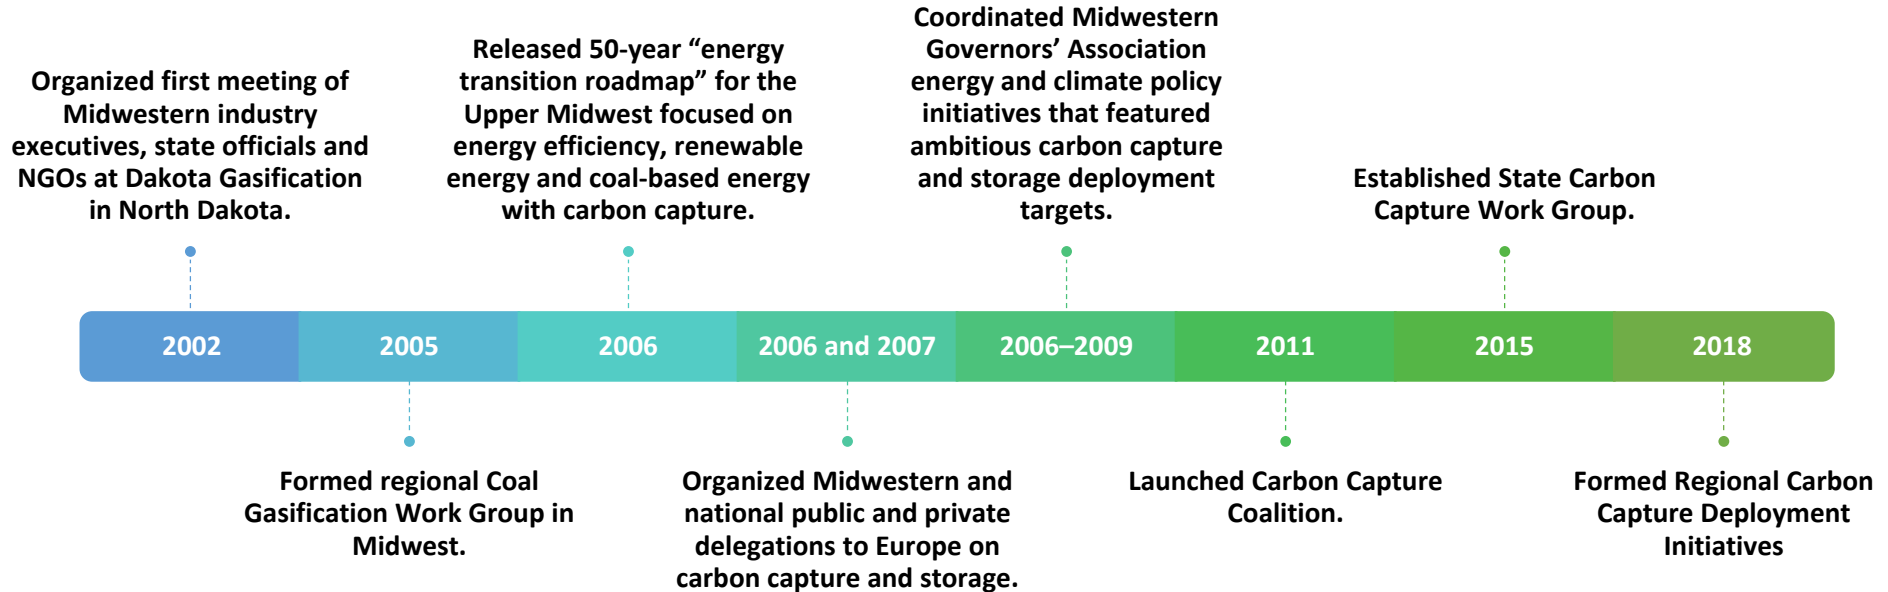 Organized first meeting of
Midwestern industry
executives, state officials and
NGOs at Dakota Gasification
in North Dakota.
Released 50-year “energy
transition roadmap” for the
Upper Midwest focused on
energy efficiency, renewable
energy and coal-based energy
with carbon capture.
Coordinated Midwestern
Governors’ Association
energy and climate policy
initiatives that featured
ambitious carbon capture
and storage deployment
targets.
Established State Carbon
Capture Work Group.
2002
2005
2006
2006 and 2007
2006–2009
2011
2015
2018
Formed regional Coal
Gasification Work Group in
Midwest.
Organized Midwestern and
national public and private
delegations to Europe on
carbon capture and storage.
Launched Carbon Capture
Coalition.
Formed Regional Carbon
Capture Deployment
Initiatives